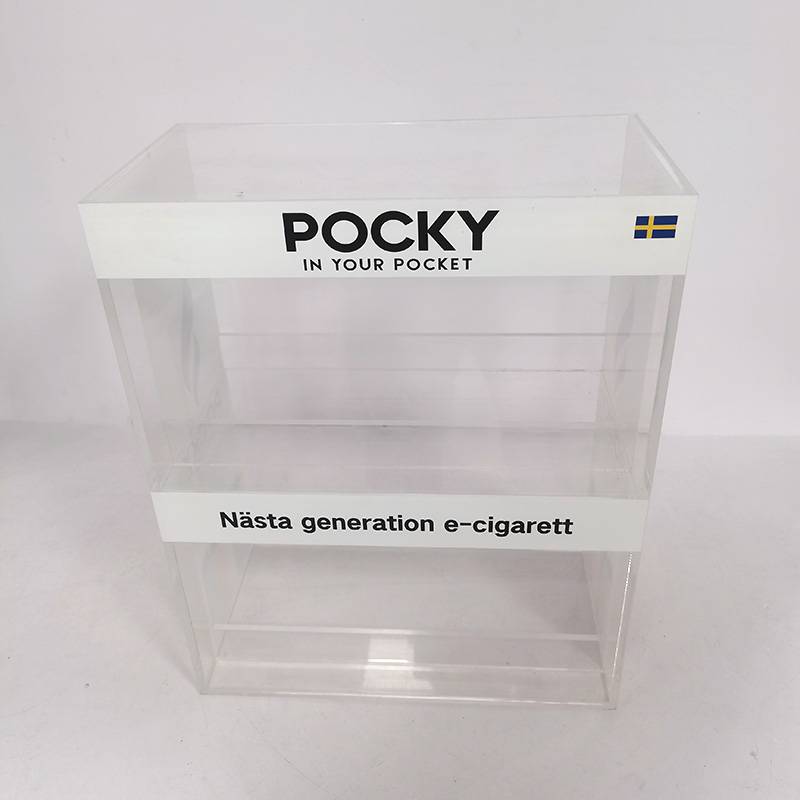 POCKY
IN YOUR POCKET
Nästa generation e-cigarett